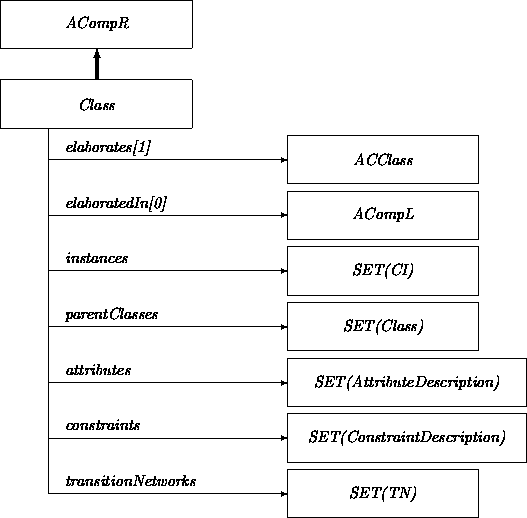 ACompR
Class
elaborates[1]
ACClass
elaboratedIn[0]
ACompL
instances
SET(CI)
parentClasses
SET(Class)
attributes
SET(AttributeDescription)
constraints
SET(ConstraintDescription)
transitionNetworks
SET(TN)